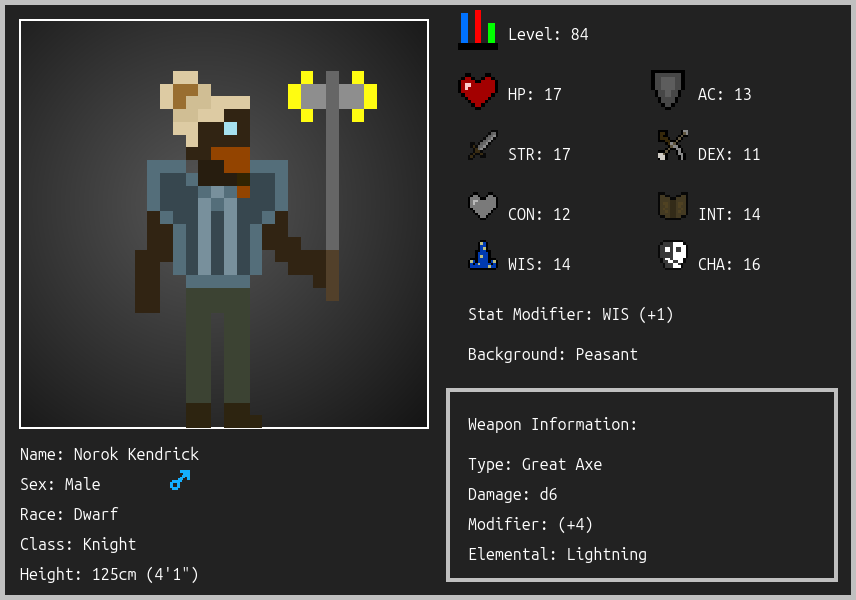 Level: 84
HP: 17
AC: 13
STR: 17
DEX: 11
CON: 12
INT: 14
WIS: 14
CHA: 16
Stat Modifier: WIS (+1)
Background: Peasant
Weapon Information:
Type: Great Axe
Damage: d6
Modifier: (+4)
Elemental: Lightning
Name: Norok Kendrick
Sex: Male
Race: Dwarf
Class: Knight
Height: 125cm (4'1")